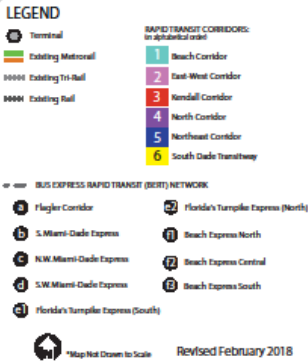 LEGEND
Terminal
Existing Metrorail
Existing Tri-Rail
Existing Rail
RAPID TRANSIT CORRIDORS:
(in alphabetical order)
1 Beach Corridor
2 East-West Corridor
3 Kendall Corridor
4 North Corridor
5 Northeast Corridor
6 South Dade Transitway
BUS EXPRESS RAPID TRANSIT (BERT) NETWORK
a Flagler Corridor
b S.Miami-Dade Express
c N.W.Miami-Dade Express
d S.W.Miami-Dade Express
e1 Florida's Turnpike Express (South)
e2 Florida's Turnpike Express (North)
f1 Beach Express North
f2 Beach Express Central
f3 Beach Express South
N
*Map Not Drawn to Scale
Revised February 2018